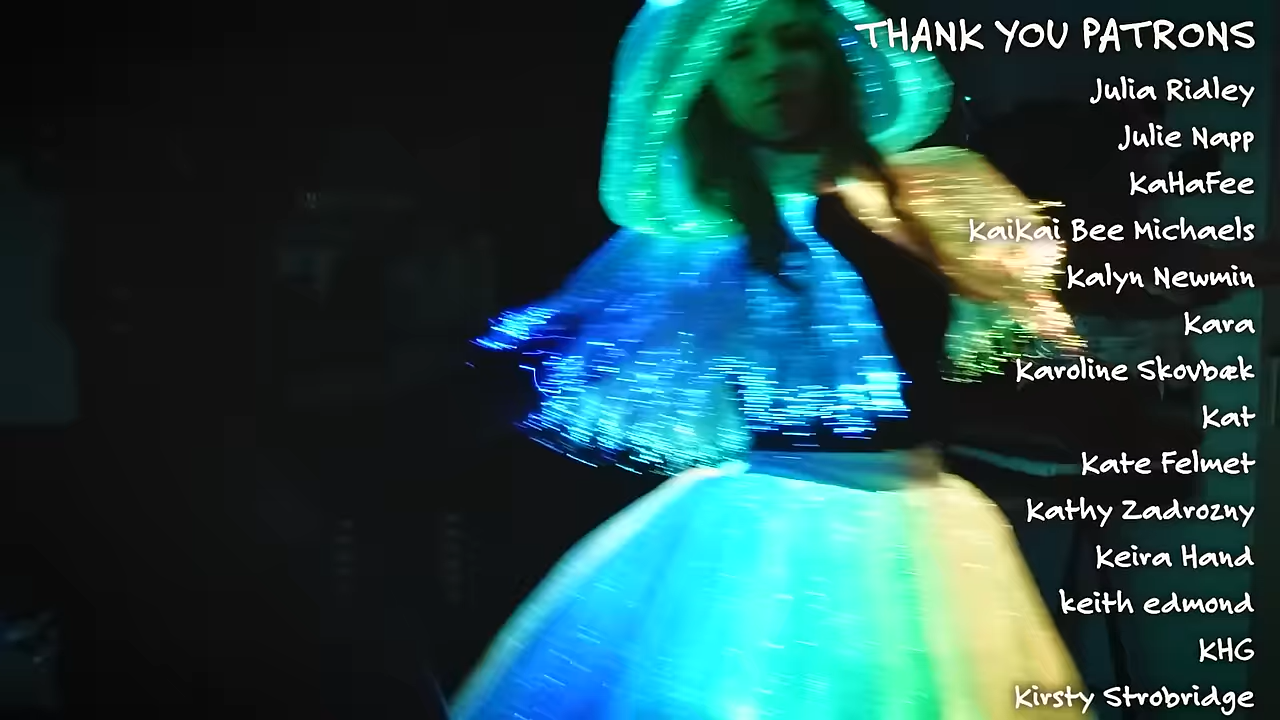 THANK YOU PATRONS
Julia Ridley
Julie Napp
KaHaFee
KaiKai Bee Michaels
Kalyn Newmin
Kara
Karoline Skovbæk
Kat
Kate Felmet
Kathy Zadrozny
Keira Hand
keith edmond
KHG
Kirsty Strobridge